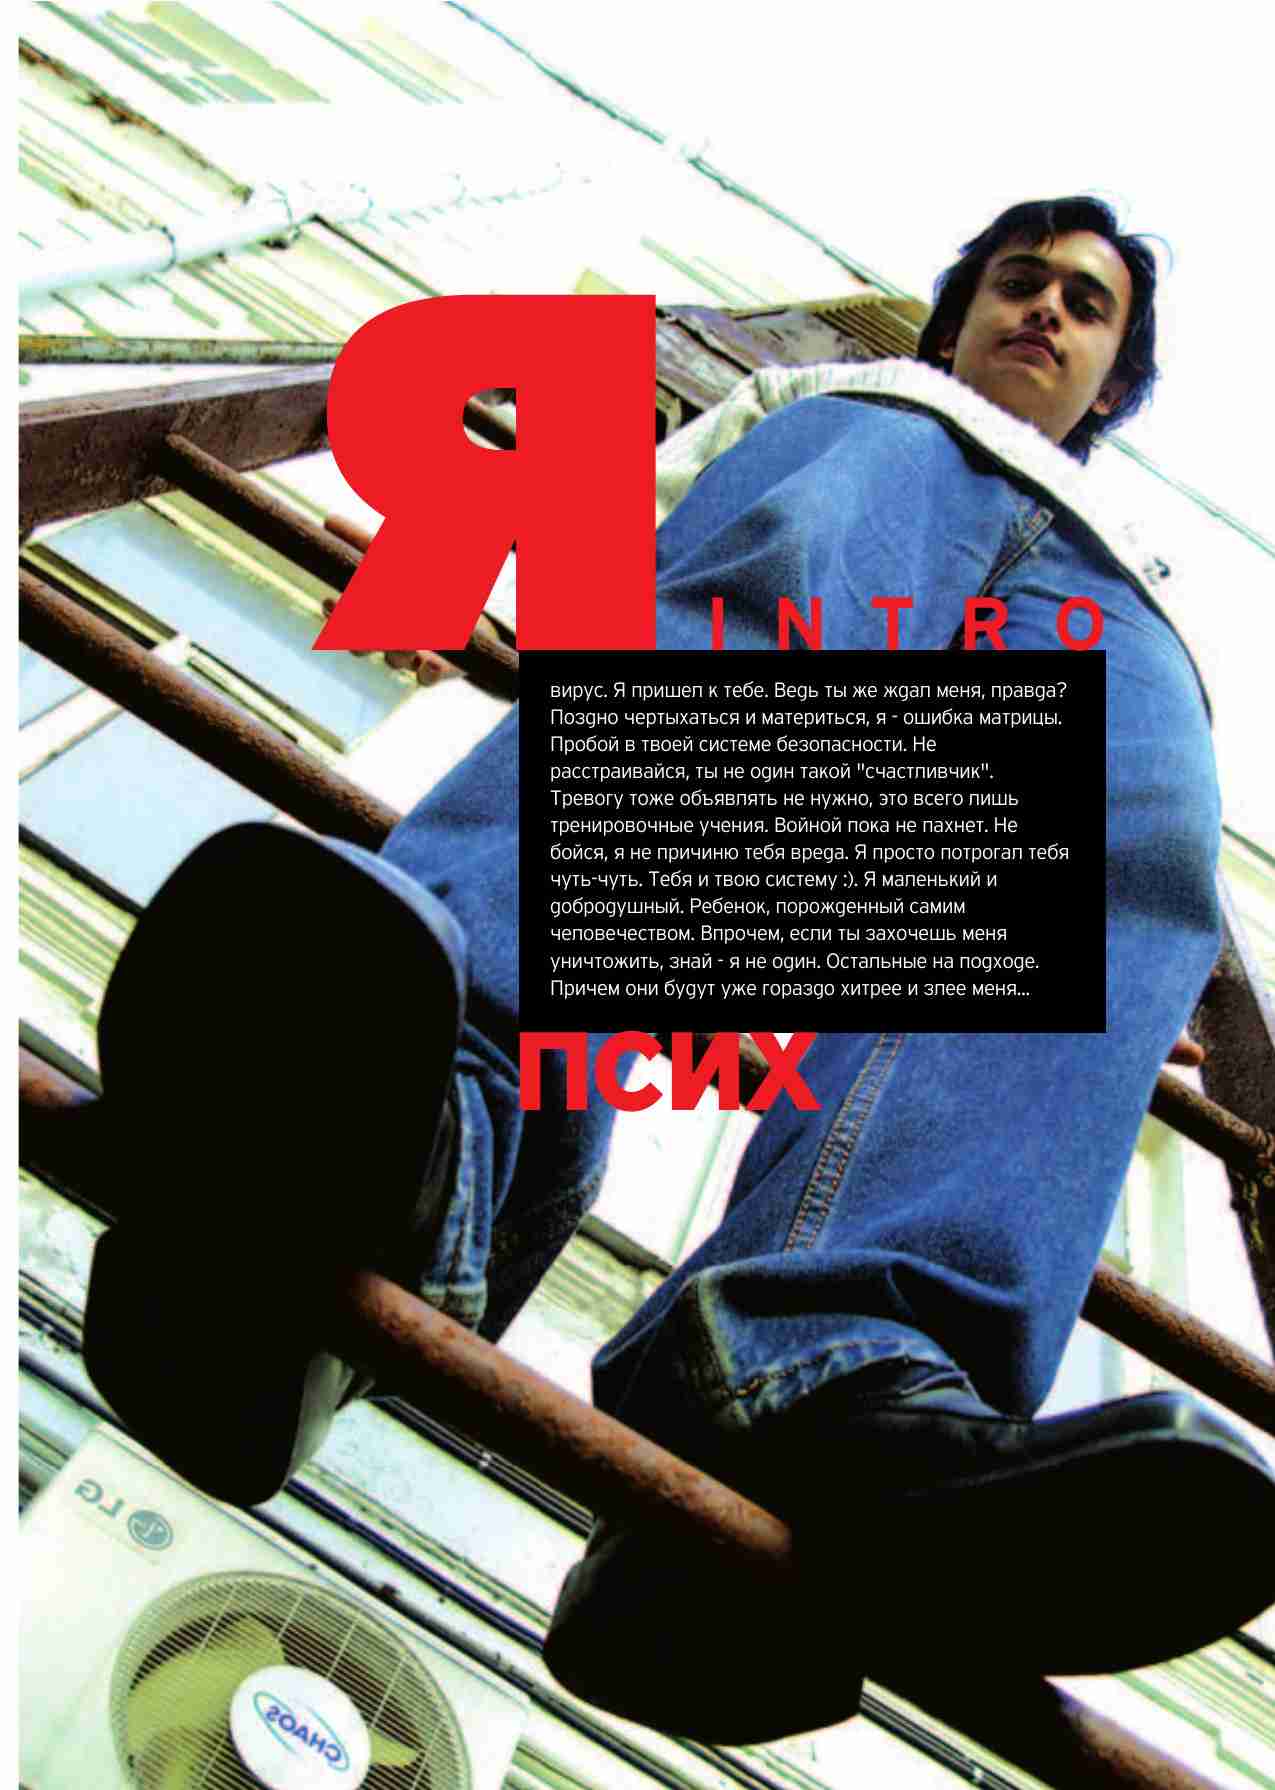 Я
INTRO
вирус. Я пришел к тебе. Ведь ты же ждал меня, правда?
Поздно чертыхаться и материться, я - ошибка матрицы.
Пробой в твоей системе безопасности. Не
расстраивайся, ты не один такой "счастливчик".
Тревогу тоже объявлять не нужно, это всего лишь
тренировочные учения. Войной пока не пахнет. Не
бойся, я не причиню тебя вреда. Я просто потрогал тебя
чуть-чуть. Тебя и твою систему :). Я маленький и
добродушный. Ребенок, порожденный самим
человечеством. Впрочем, если ты захочешь меня
уничтожить, знай - я не один. Остальные на подходе.
Причем они будут уже гораздо хитрее и злее меня...
ПСИХ
LG
CHAOS